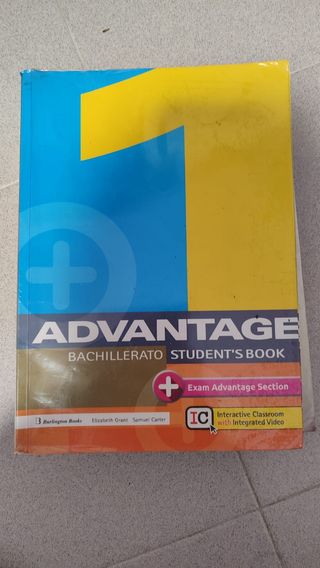 1
ADVANTAGE
BACHILLERATO STUDENT'S BOOK
+ Exam Advantage Section
B Burlington Books Elizabeth Grant Samuel Carter
IC Interactive Classroom
with Integrated Video